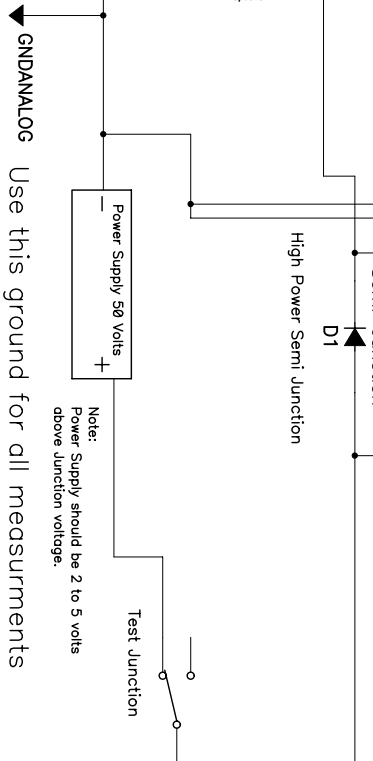 High Power Semi Junction
D1
Test Junction
Power Supply 50 Volts
Note:
Power Supply should be 2 to 5 volts
above Junction voltage.
GNDANALOG
Use this ground for all measurments